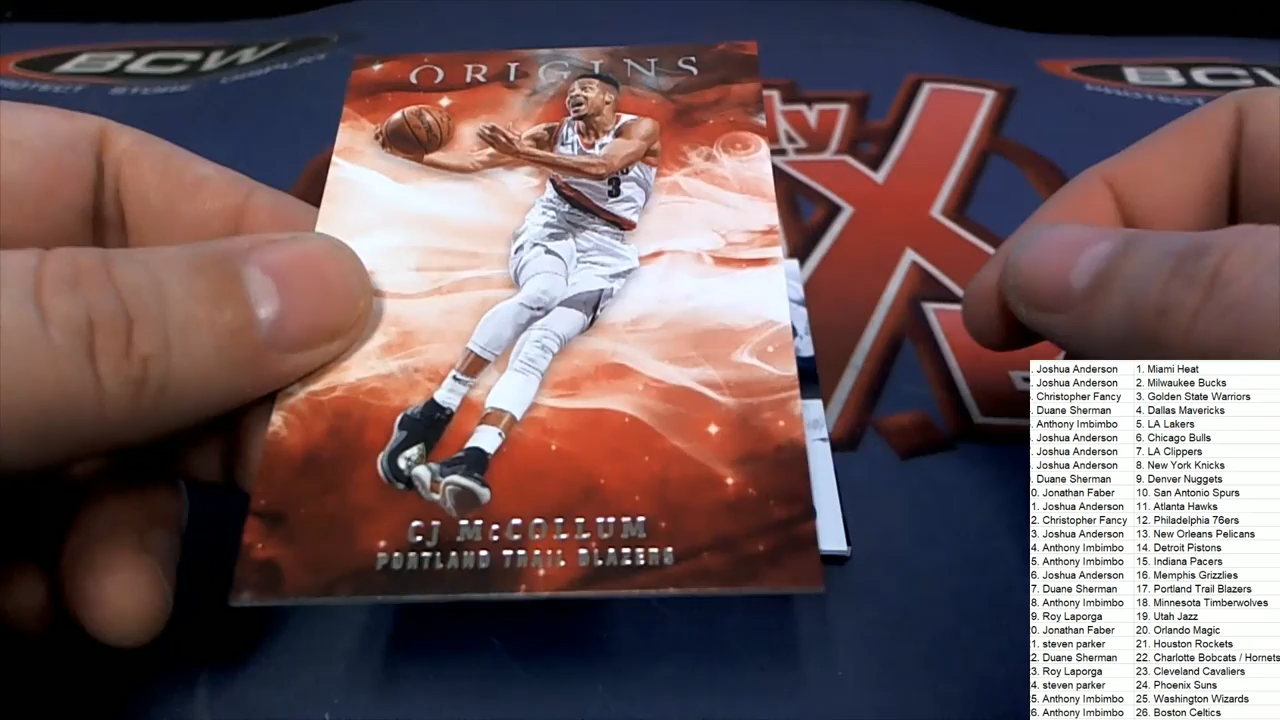 BCW
PROTECT STORE DISPLAY
BCW
PROTECT
ORIGINS
3
CJ McCOLLUM
PORTLAND TRAIL BLAZERS
. Joshua Anderson 1. Miami Heat
. Joshua Anderson 2. Milwaukee Bucks
. Christopher Fancy 3. Golden State Warriors
. Duane Sherman 4. Dallas Mavericks
. Anthony Imbimbo 5. LA Lakers
. Joshua Anderson 6. Chicago Bulls
. Joshua Anderson 7. LA Clippers
. Joshua Anderson 8. New York Knicks
. Duane Sherman 9. Denver Nuggets
0. Jonathan Faber 10. San Antonio Spurs
1. Joshua Anderson 11. Atlanta Hawks
2. Christopher Fancy 12. Philadelphia 76ers
3. Joshua Anderson 13. New Orleans Pelicans
4. Anthony Imbimbo 14. Detroit Pistons
5. Anthony Imbimbo 15. Indiana Pacers
6. Joshua Anderson 16. Memphis Grizzlies
7. Duane Sherman 17. Portland Trail Blazers
8. Anthony Imbimbo 18. Minnesota Timberwolves
9. Roy Laporga 19. Utah Jazz
0. Jonathan Faber 20. Orlando Magic
1. steven parker 21. Houston Rockets
2. Duane Sherman 22. Charlotte Bobcats / Hornets
3. Roy Laporga 23. Cleveland Cavaliers
4. steven parker 24. Phoenix Suns
5. Anthony Imbimbo 25. Washington Wizards
6. Anthony Imbimbo 26. Boston Celtics